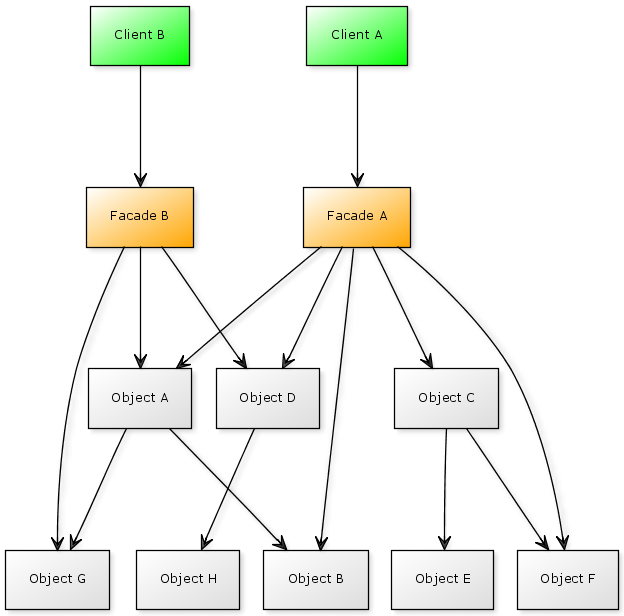 Client B
Client A
Facade B
Facade A
Object A
Object D
Object C
Object G
Object H
Object B
Object E
Object F